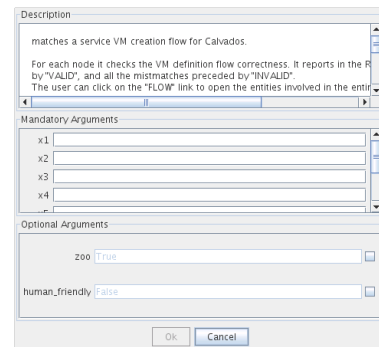 Description
matches a service VM creation flow for Calvados.
For each node it checks the VM definition flow correctness. It reports in the R
by "VALID", and all the mismatches preceded by "INVALID".
The user can click on the "FLOW" link to open the entities involved in the entir
Mandatory Arguments
x1
x2
x3
x4
Optional Arguments
zoo True
human_friendly False
Ok Cancel